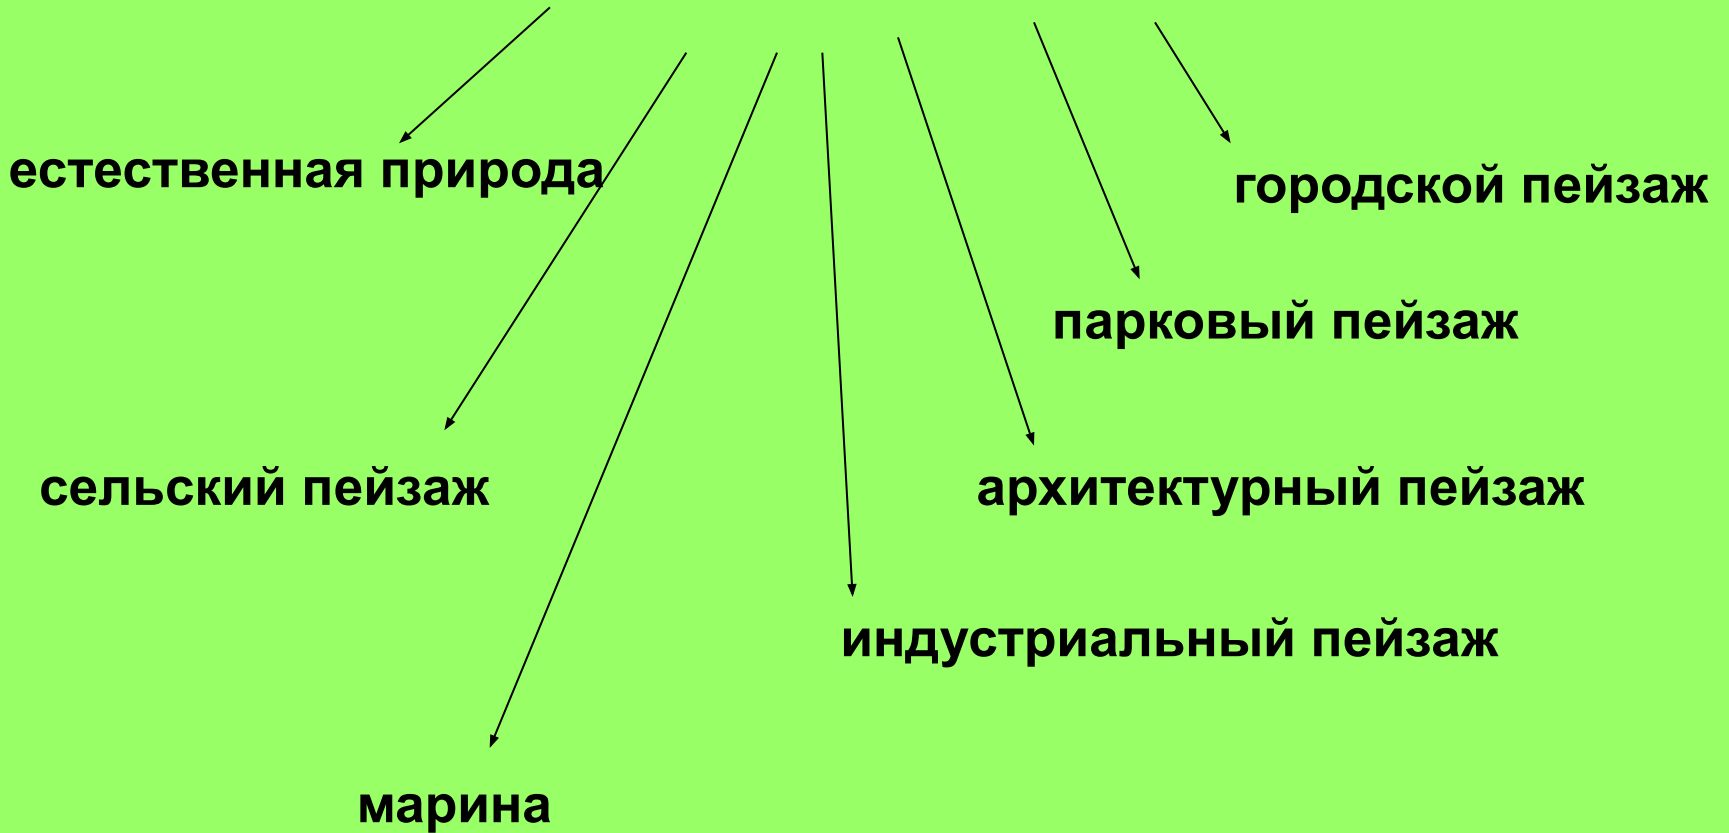 естественная природа
городской пейзаж
парковый пейзаж
сельский пейзаж
архитектурный пейзаж
индустриальный пейзаж
марина